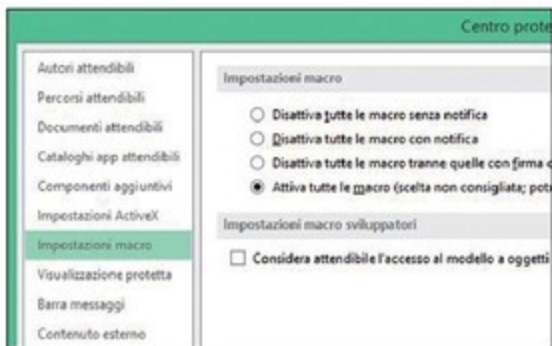 Centro prote
Autori attendibili
Percorsi attendibili
Documenti attendibili
Cataloghi app attendibili
Componenti aggiuntivi
Impostazioni ActiveX
Impostazioni macro
Visualizzazione protetta
Barra messaggi
Contenuto esterno
Impostazioni macro
Disattiva tutte le macro senza notifica
Disattiva tutte le macro con notifica
Disattiva tutte le macro tranne quelle con firma
Attiva tutte le macro (scelta non consigliata; pot
Impostazioni macro sviluppatori
Considera attendibile l'accesso al modello a oggetti